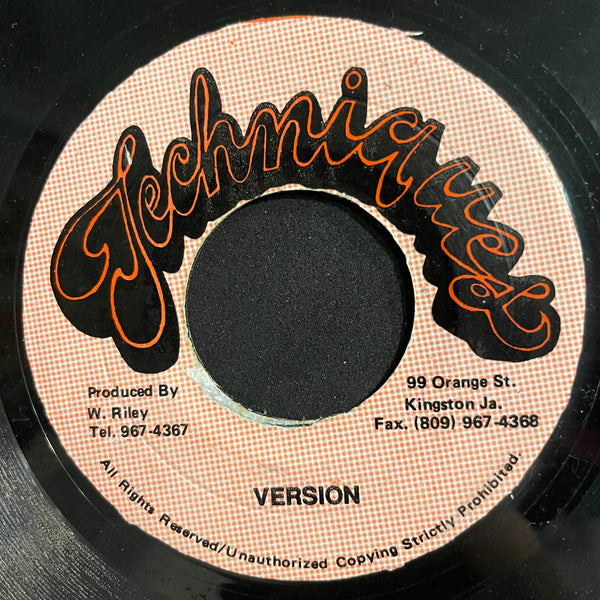 Techniques
Produced By
W. Riley
Tel. 967-4367
99 Orange St.
Kingston Ja.
Fax. (809) 967-4368
VERSION
All Rights Reserved/Unauthorized Copying Strictly Prohibited.